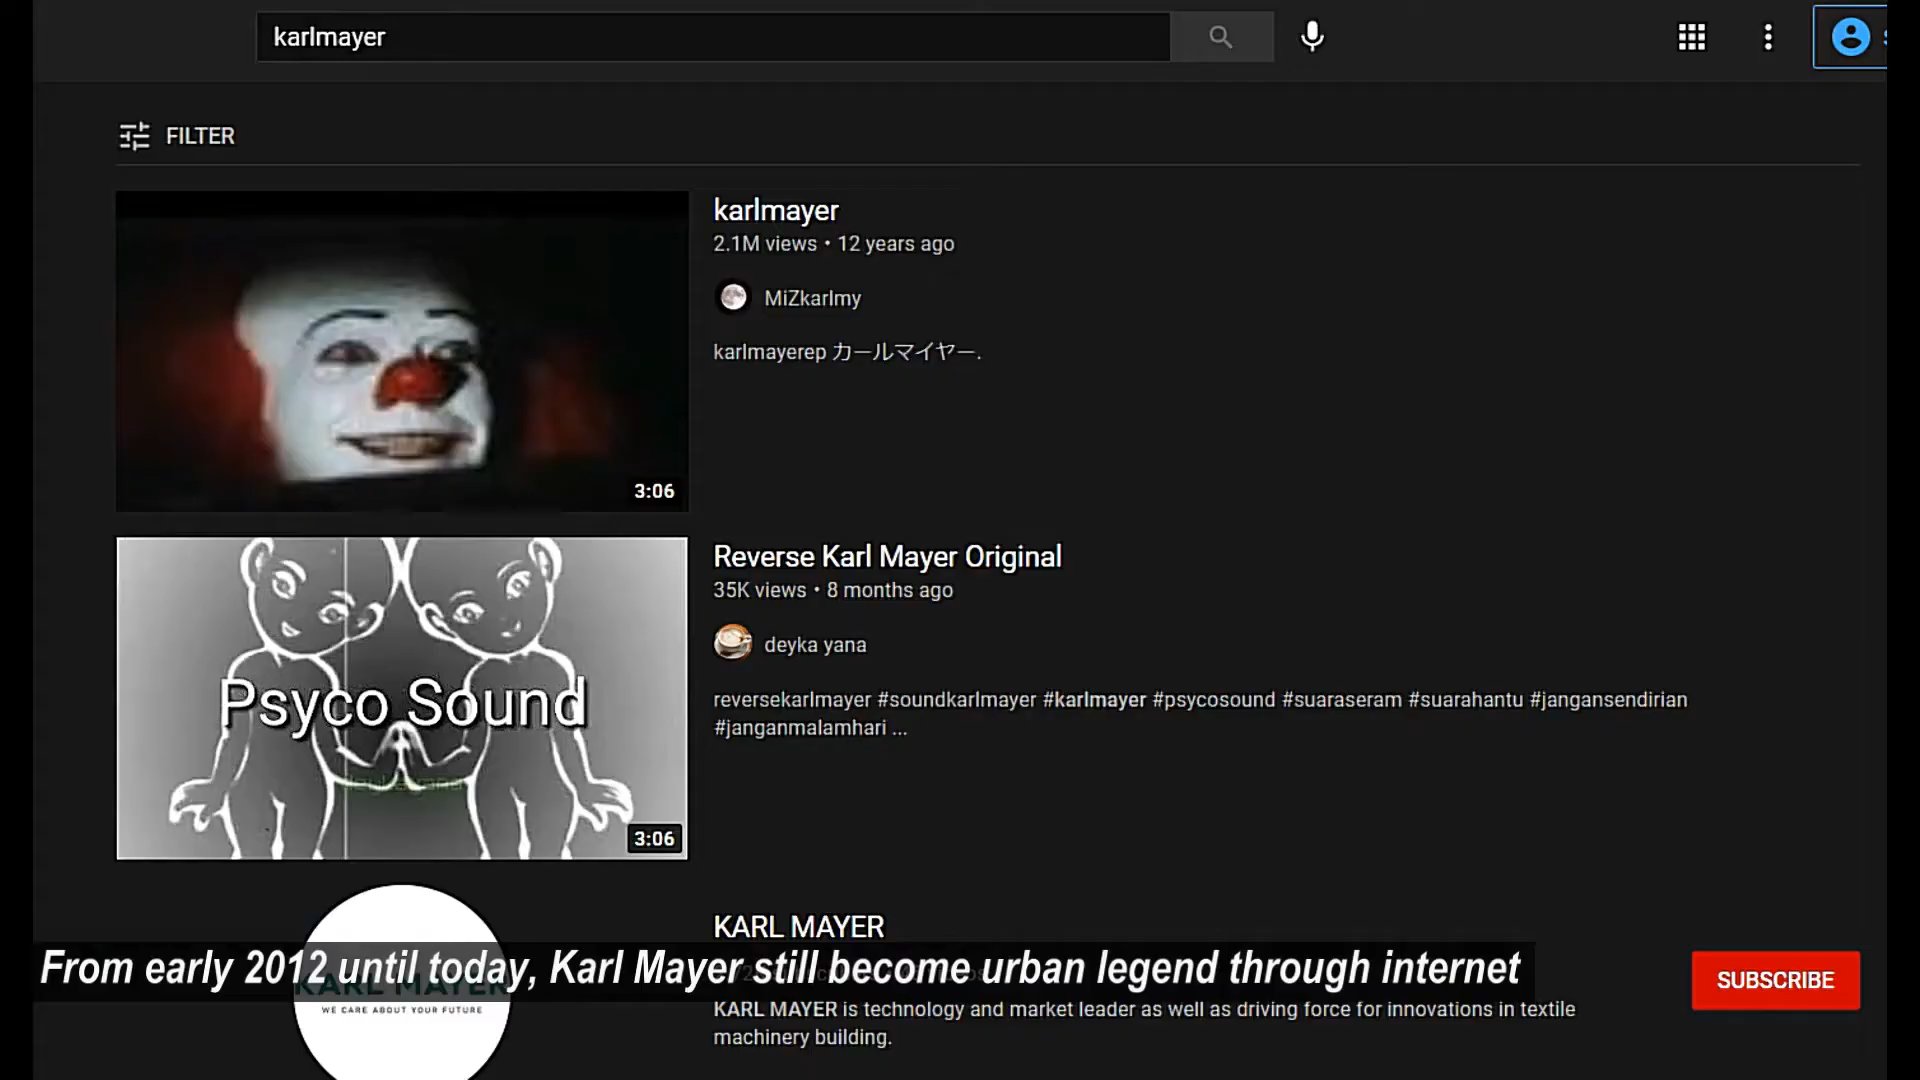 karlmayer
FILTER
karlmayer
2.1M views • 12 years ago
MiZkarlmy
karlmayerep カールマイヤー.
3:06
Reverse Karl Mayer Original
35K views • 8 months ago
deyka yana
reversekarlmayer #soundkarlmayer #karlmayer #psycosound #suaraseram #suarahantu #jangansendirian
#janganmalamhari ...
Psyco Sound
3:06
KARL MAYER
From early 2012 until today, Karl Mayer still become urban legend through internet
SUBSCRIBE
KARL MAYER
WE CARE ABOUT YOUR FUTURE
KARL MAYER is technology and market leader as well as driving force for innovations in textile
machinery building.